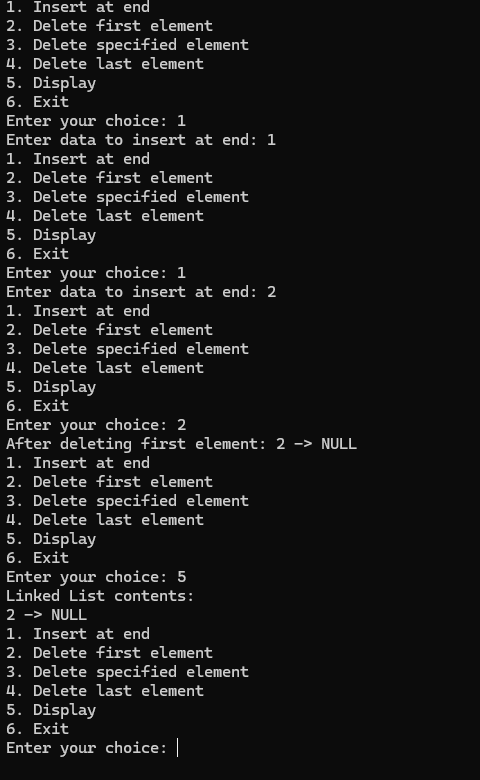 1. Insert at end
2. Delete first element
3. Delete specified element
4. Delete last element
5. Display
6. Exit
Enter your choice: 1
Enter data to insert at end: 1
1. Insert at end
2. Delete first element
3. Delete specified element
4. Delete last element
5. Display
6. Exit
Enter your choice: 1
Enter data to insert at end: 2
1. Insert at end
2. Delete first element
3. Delete specified element
4. Delete last element
5. Display
6. Exit
Enter your choice: 2
After deleting first element: 2 -> NULL
1. Insert at end
2. Delete first element
3. Delete specified element
4. Delete last element
5. Display
6. Exit
Enter your choice: 5
Linked List contents:
2 -> NULL
1. Insert at end
2. Delete first element
3. Delete specified element
4. Delete last element
5. Display
6. Exit
Enter your choice: